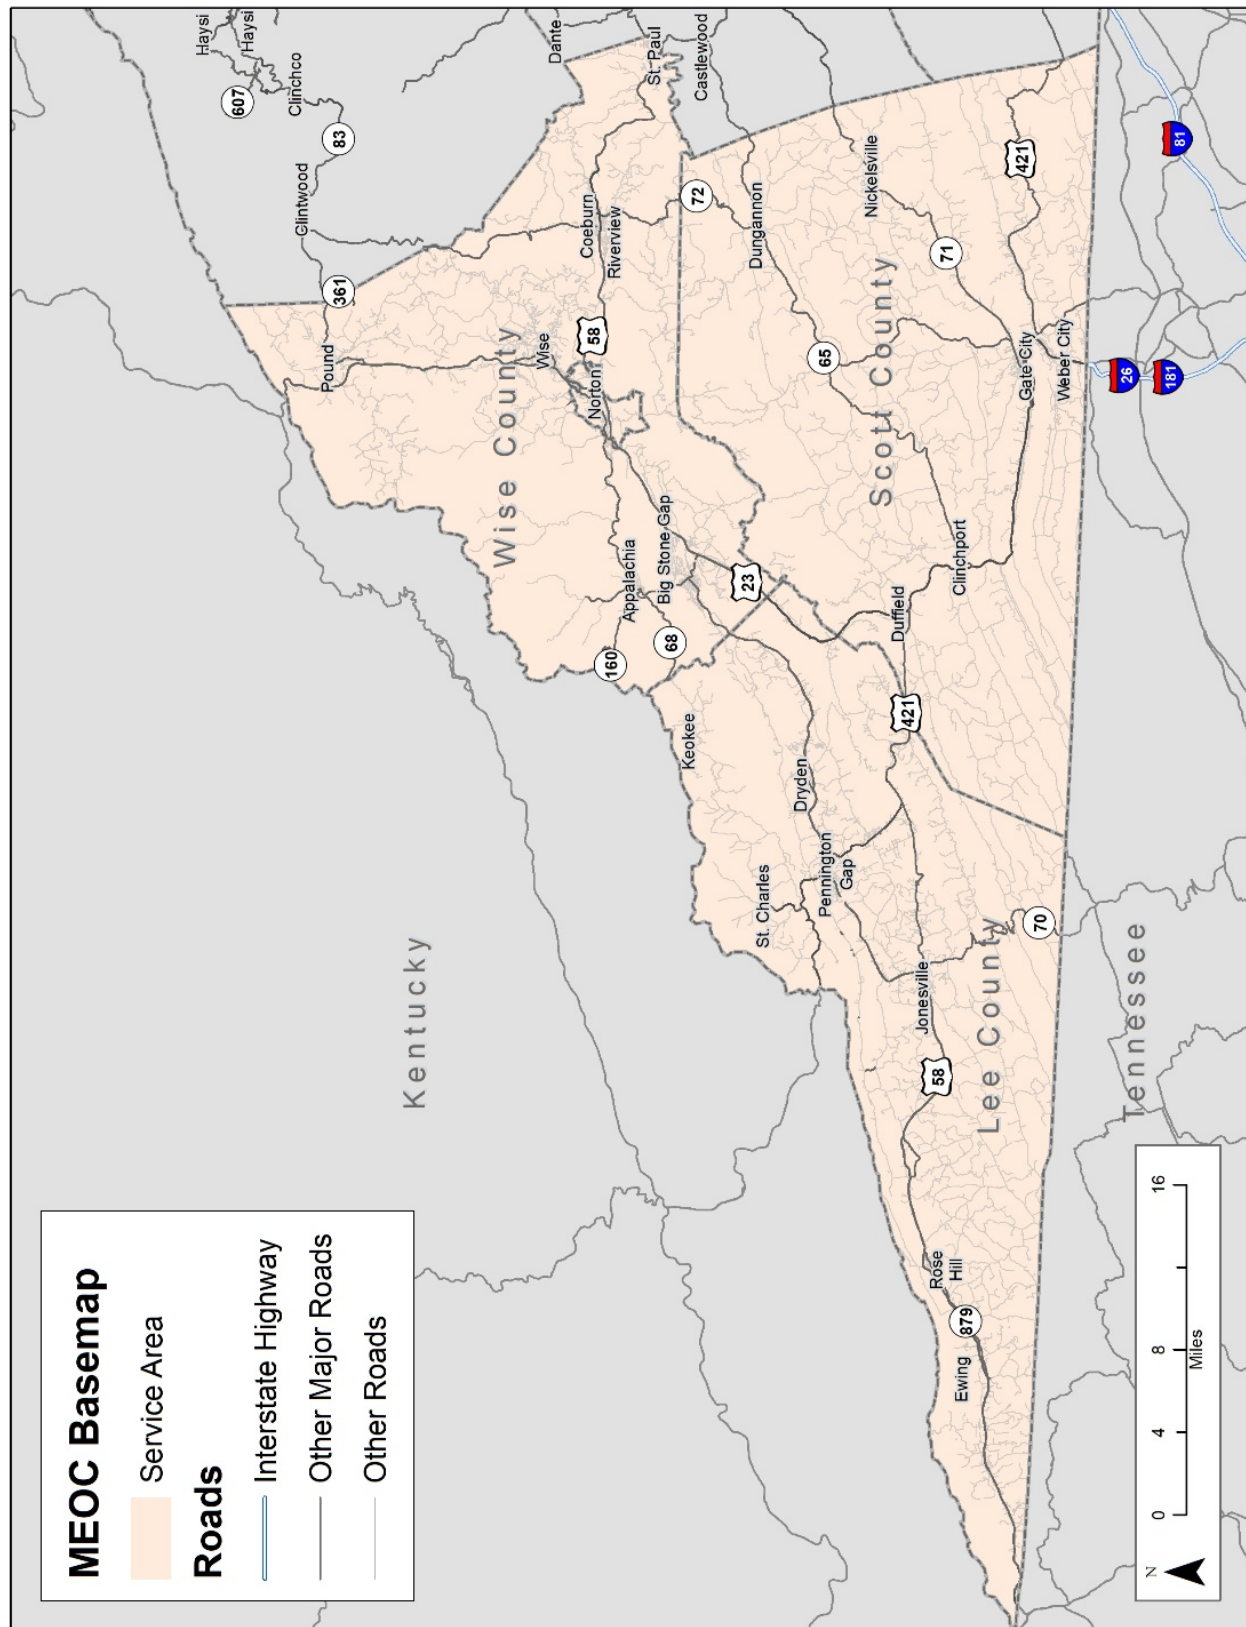 MEOC Basemap
Service Area
Roads
Interstate Highway
Other Major Roads
Other Roads
Kentucky
Haysi
Haysi
607
Clinchco
83
Clintwood
361
Dante
St. Paul
Castlewood
Pound
Wise County
Wise
Coeburn
Riverview
58
Norton
72
Dungannon
Nickelsville
421
81
71
65
Scott County
Gate City
Weber City
26
181
Appalachia
Big Stone Gap
160
68
23
Clinchport
Duffield
421
Keokee
Dryden
St. Charles
Pennington
Gap
70
Jonesville
Lee County
58
Rose
Hill
879
Ewing
Tennessee
N
0
4
8
16
Miles